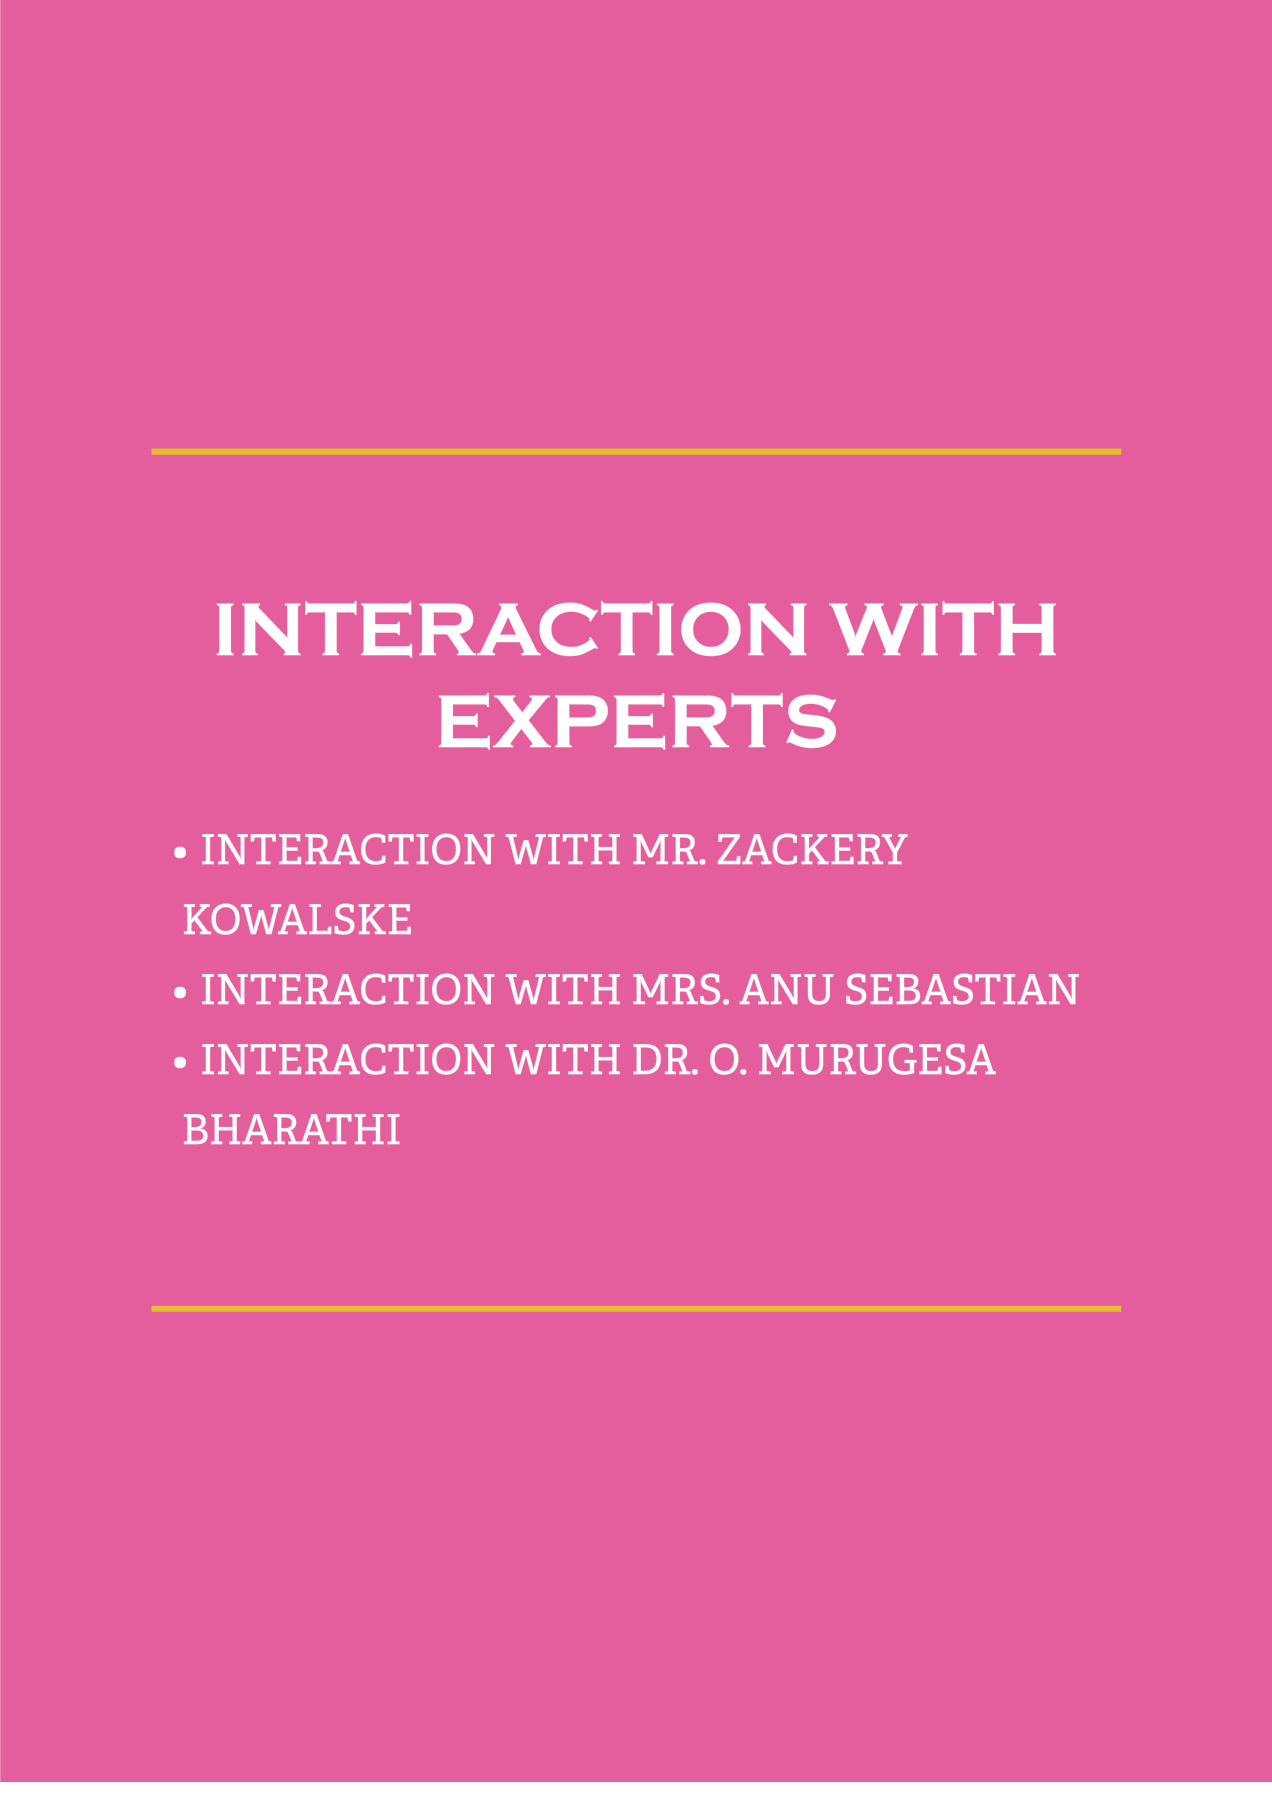 INTERACTION WITH
EXPERTS
• INTERACTION WITH MR. ZACKERY
KOWALSKE
• INTERACTION WITH MRS. ANU SEBASTIAN
• INTERACTION WITH DR. O. MURUGESA
BHARATHI